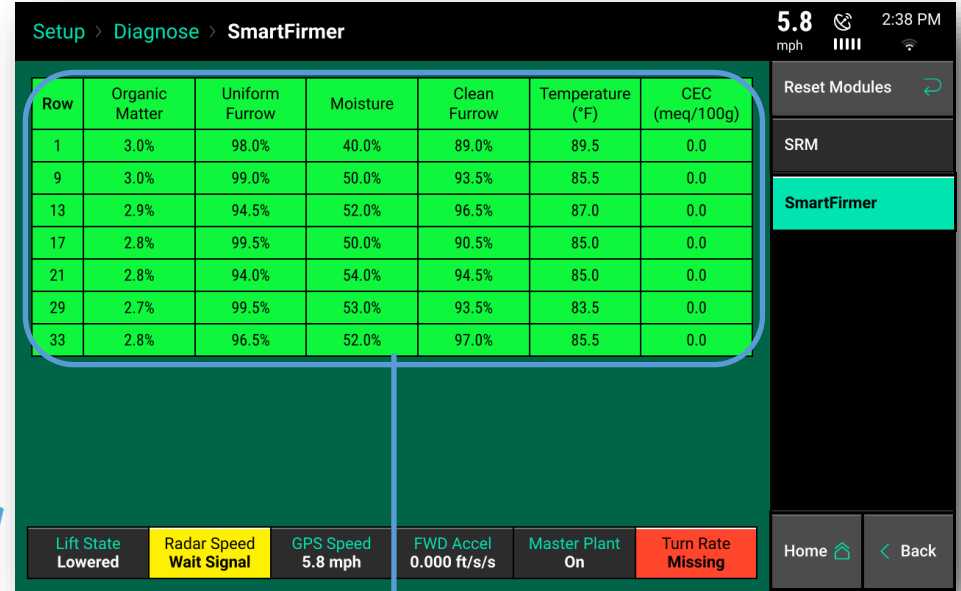 Setup > Diagnose > SmartFirmer
5.8 mph
2:38 PM
Row Organic Matter Uniform Furrow Moisture Clean Furrow Temperature (°F) CEC (meq/100g)
1 3.0% 98.0% 40.0% 89.0% 89.5 0.0
9 3.0% 99.0% 50.0% 93.5% 85.5 0.0
13 2.9% 94.5% 52.0% 96.5% 87.0 0.0
17 2.8% 99.5% 50.0% 90.5% 85.0 0.0
21 2.8% 94.0% 54.0% 94.5% 85.0 0.0
29 2.7% 99.5% 53.0% 93.5% 83.5 0.0
33 2.8% 96.5% 52.0% 97.0% 85.5 0.0
Reset Modules
SRM
SmartFirmer
Lift State Radar Speed GPS Speed FWD Accel Master Plant Turn Rate
Lowered Wait Signal 5.8 mph 0.000 ft/s/s On Missing
Home < Back